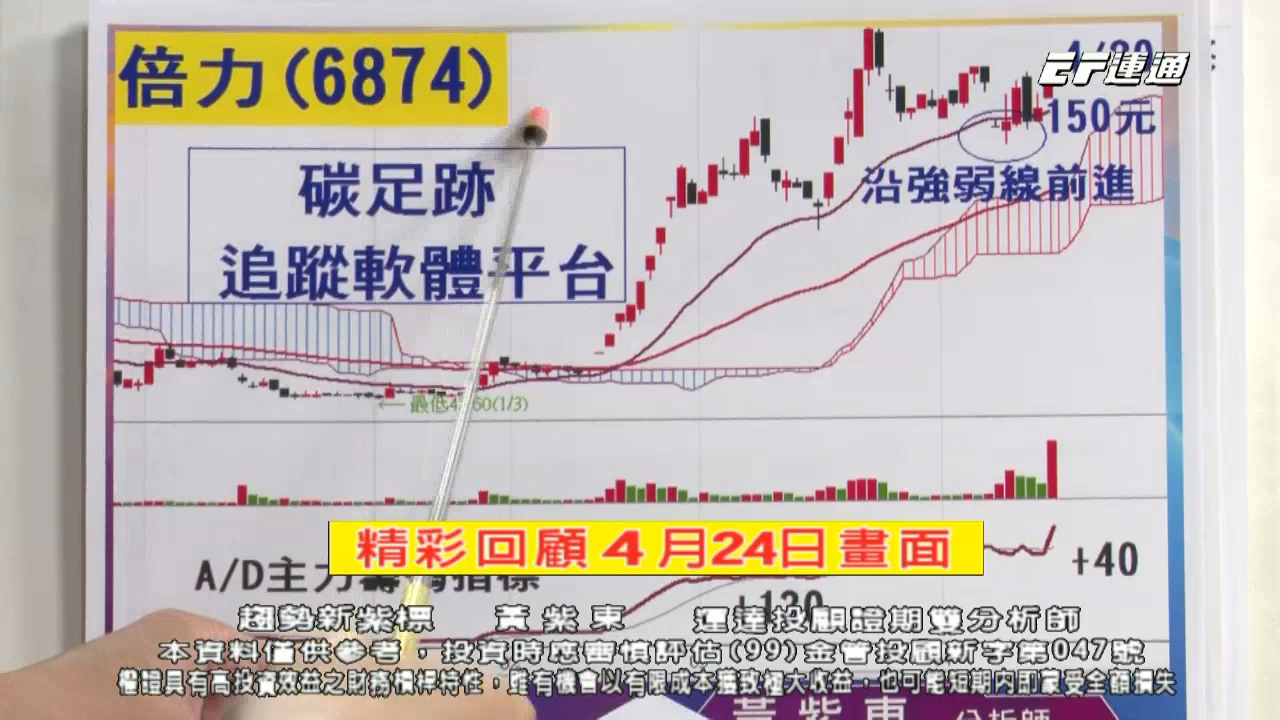 倍力(6874)
運通
150元
碳足跡
追蹤軟體平台
沿強弱線前進
60(1/3)
精彩回顧4月24日畫面
+40
A/D主力
+130
趨勢新紫標 黃紫東 運達投顧證期雙分析師
本資料僅供參考，投資時應審慎評估(99)金管投顧新字第047號
權證具有高投資效益之財務槓桿特性，雖有機會以有限成本獲致極大收益，也可能短期內即蒙受全額損失
黃紫東 分析師